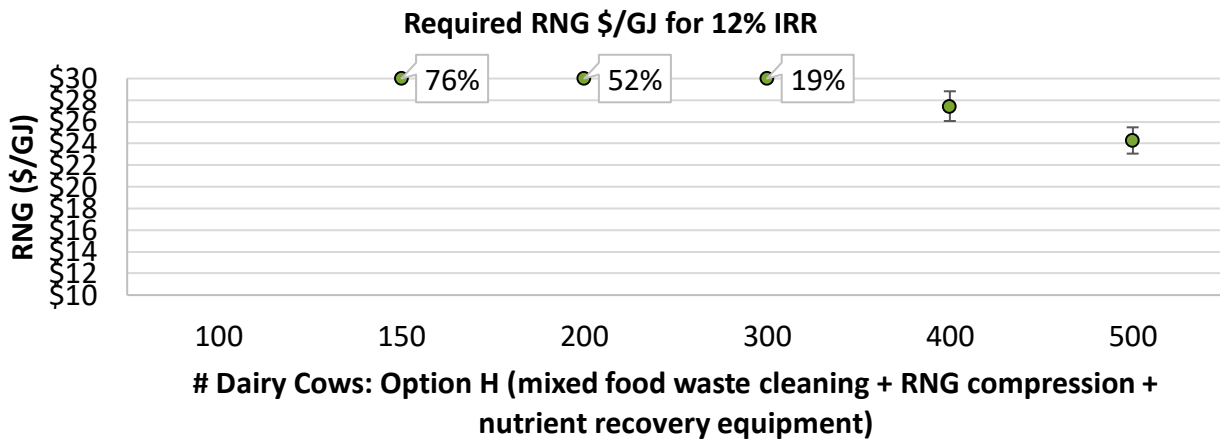 Required RNG $/GJ for 12% IRR
RNG ($/GJ)
$30
$28
$26
$24
$22
$20
$18
$16
$14
$12
$10
76%
52%
19%
100 150 200 300 400 500
# Dairy Cows: Option H (mixed food waste cleaning + RNG compression +
nutrient recovery equipment)